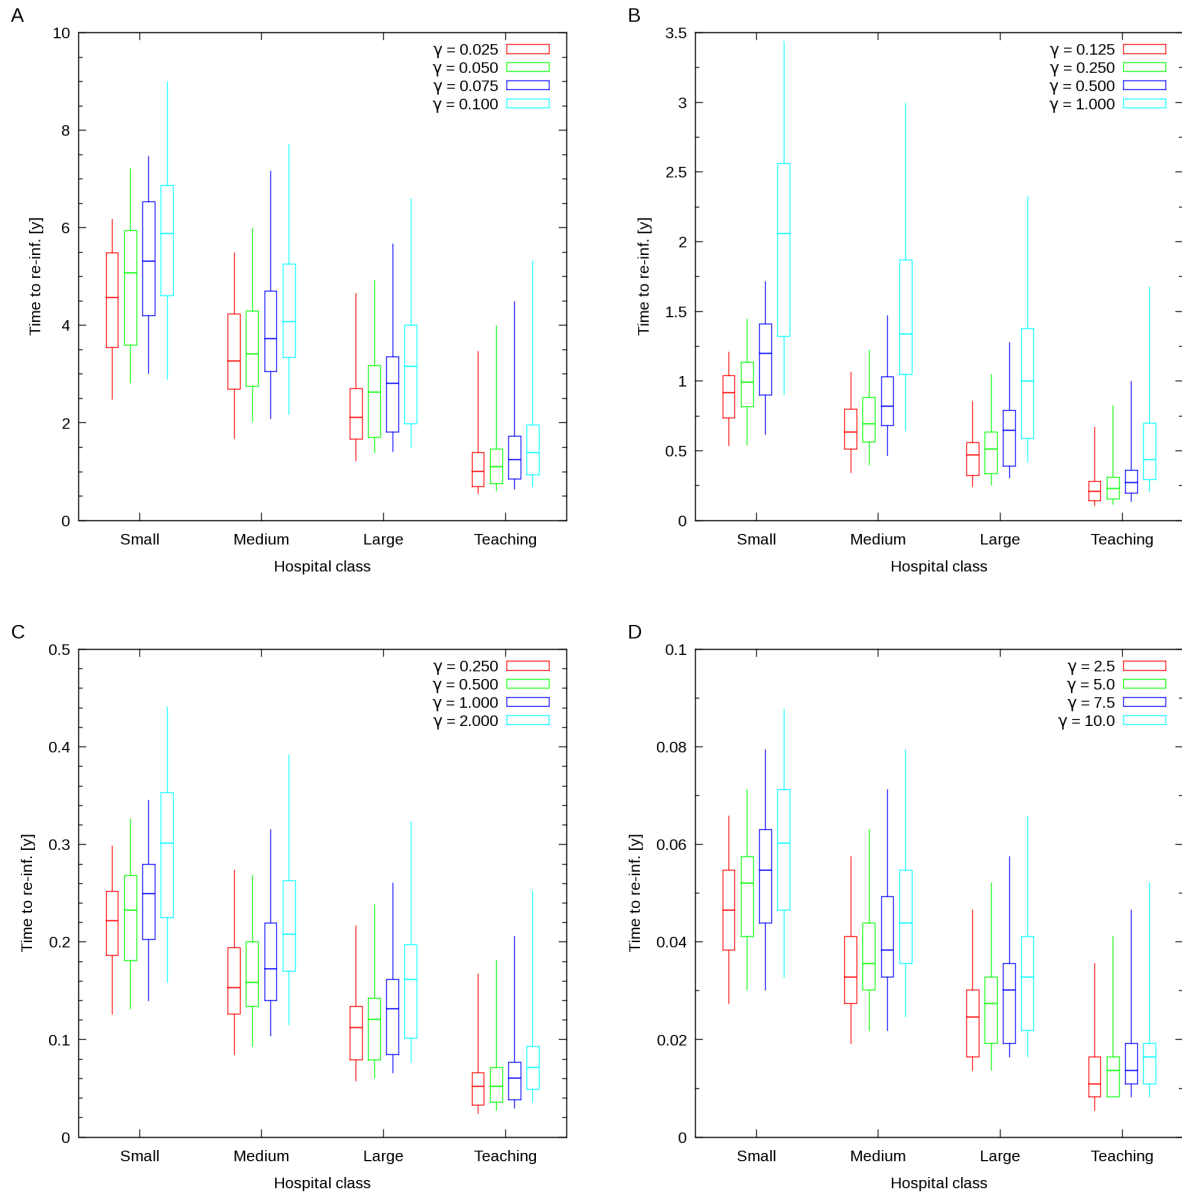 A
10
8
6
4
2
0
Time to re-inf. [y]
γ = 0.025
γ = 0.050
γ = 0.075
γ = 0.100
Small Medium Large Teaching
Hospital class
B
3.5
3
2.5
2
1.5
1
0.5
0
Time to re-inf. [y]
γ = 0.125
γ = 0.250
γ = 0.500
γ = 1.000
Small Medium Large Teaching
Hospital class
C
0.5
0.4
0.3
0.2
0.1
0
Time to re-inf. [y]
γ = 0.250
γ = 0.500
γ = 1.000
γ = 2.000
Small Medium Large Teaching
Hospital class
D
0.1
0.08
0.06
0.04
0.02
0
Time to re-inf. [y]
γ = 2.5
γ = 5.0
γ = 7.5
γ = 10.0
Small Medium Large Teaching
Hospital class